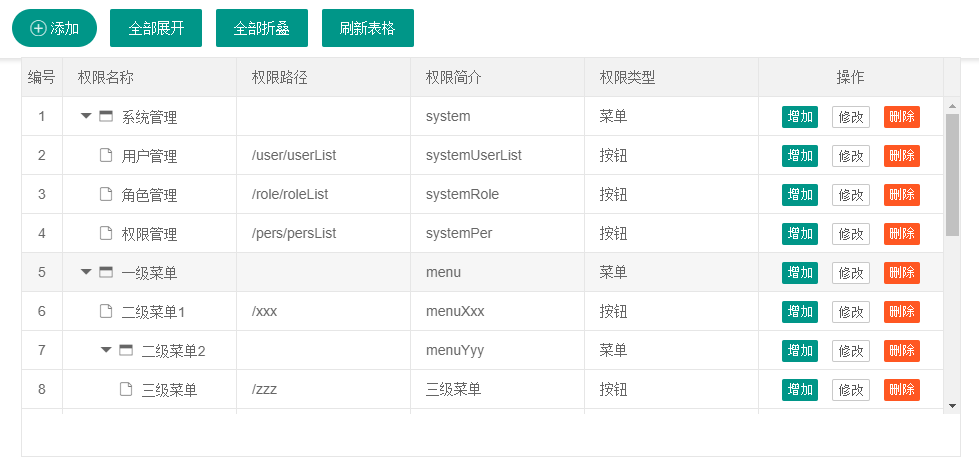 添加 全部展开 全部折叠 刷新表格
编号 权限名称 权限路径 权限简介 权限类型 操作
1 系统管理 system 菜单 增加 修改 删除
2 用户管理 /user/userList systemUserList 按钮 增加 修改 删除
3 角色管理 /role/roleList systemRole 按钮 增加 修改 删除
4 权限管理 /pers/persList systemPer 按钮 增加 修改 删除
5 一级菜单 menu 菜单 增加 修改 删除
6 二级菜单1 /xxx menuXxx 按钮 增加 修改 删除
7 二级菜单2 menuYyy 菜单 增加 修改 删除
8 三级菜单 /zzz 三级菜单 按钮 增加 修改 删除